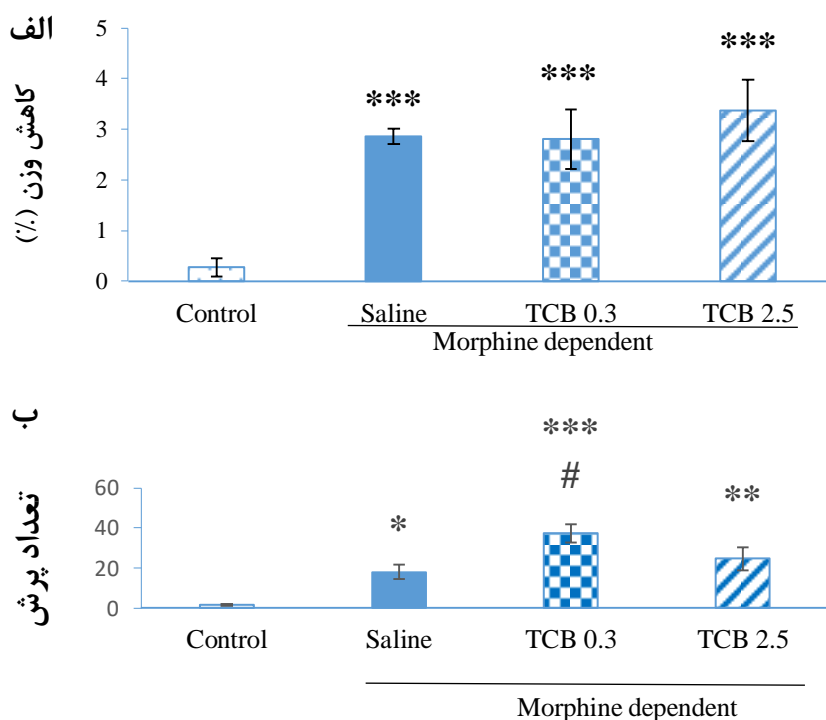 الف
کاهش وزن (٪)
5
4
3
2
1
0
***
***
***
Control
Saline
TCB 0.3
TCB 2.5
Morphine dependent
ب
تعداد پرش
60
40
20
0
*
***
#
**
Control
Saline
TCB 0.3
TCB 2.5
Morphine dependent